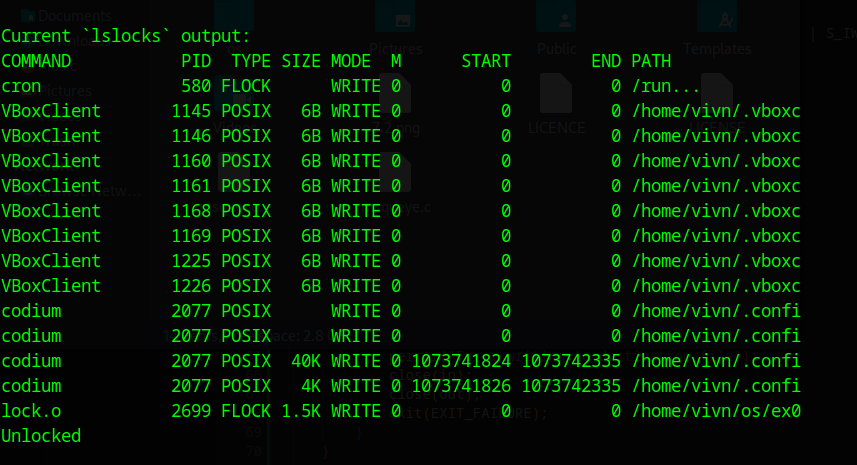 Documents
Pictures
Public
Templates
| S_IW
Current `lslocks` output:
COMMAND PID TYPE SIZE MODE M START END PATH
cron 580 FLOCK WRITE 0 0 0 /run...
VBoxClient 1145 POSIX 6B WRITE 0 0 0 /home/vivn/.vboxc
VBoxClient 1146 POSIX 6B WRITE 0 0 0 /home/vivn/.vboxc
VBoxClient 1160 POSIX 6B WRITE 0 0 0 /home/vivn/.vboxc
VBoxClient 1161 POSIX 6B WRITE 0 0 0 /home/vivn/.vboxc
VBoxClient 1168 POSIX 6B WRITE 0 0 0 /home/vivn/.vboxc
VBoxClient 1169 POSIX 6B WRITE 0 0 0 /home/vivn/.vboxc
VBoxClient 1225 POSIX 6B WRITE 0 0 0 /home/vivn/.vboxc
VBoxClient 1226 POSIX 6B WRITE 0 0 0 /home/vivn/.vboxc
codium 2077 POSIX WRITE 0 0 0 /home/vivn/.confi
codium 2077 POSIX WRITE 0 0 0 /home/vivn/.confi
codium 2077 POSIX 40K WRITE 0 1073741824 1073742335 /home/vivn/.confi
codium 2077 POSIX 4K WRITE 0 1073741826 1073742335 /home/vivn/.confi
lock.o 2699 FLOCK 1.5K WRITE 0 0 0 /home/vivn/os/ex0
Unlocked
Pictures
LICENCE